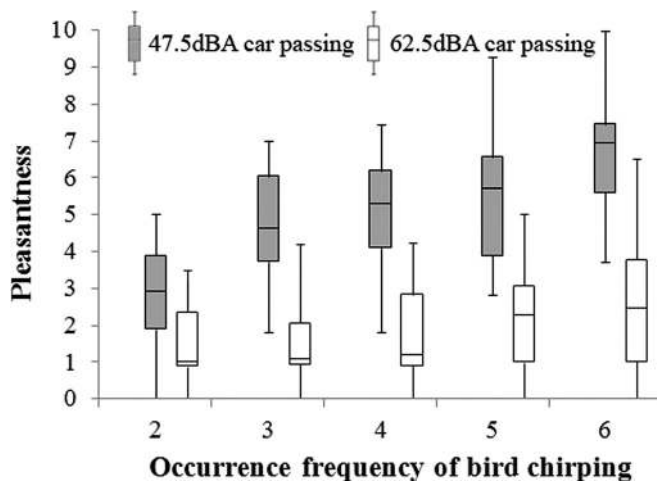 47.5dBA car passing 62.5dBA car passing
Pleasantness
10
9
8
7
6
5
4
3
2
1
0
2 3 4 5 6
Occurrence frequency of bird chirping